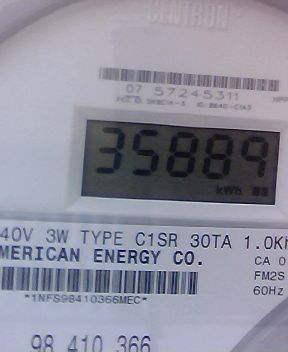 CENTRON
07 57245311
35889
kWh
40V 3W TYPE C1SR 30TA 1.0Kh
MERICAN ENERGY CO.
CA 0
FM2S
60Hz
*1NFS98410366MEC*
98 410 366